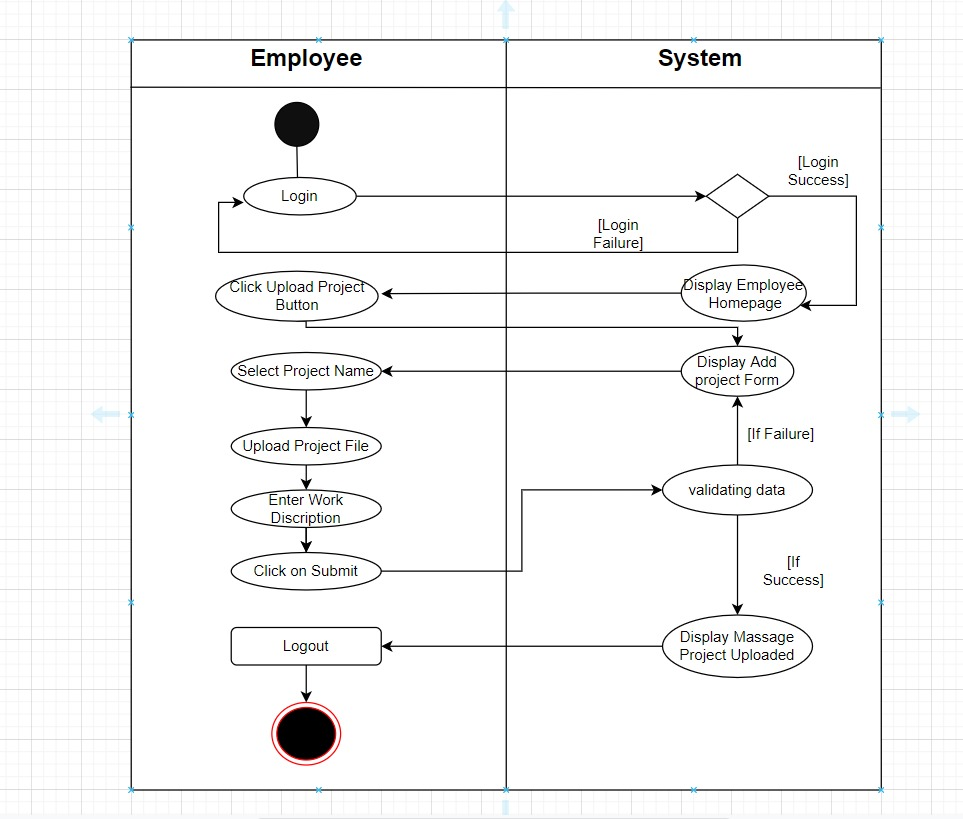 Employee
System
[Login
Success]
Login
[Login
Failure]
Click Upload Project
Button
Display Employee
Homepage
Select Project Name
Display Add
project Form
[If Failure]
Upload Project File
validating data
Enter Work
Discription
Click on Submit
[If
Success]
Logout
Display Massage
Project Uploaded